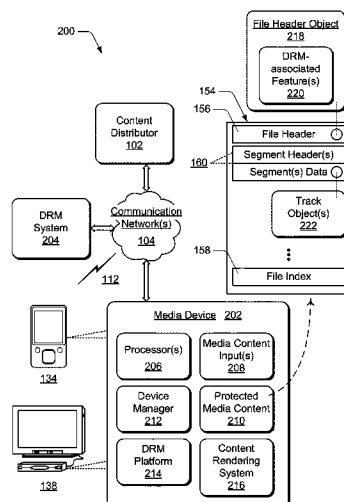 200
File Header Object
218
DRM-
associated
Feature(s)
220
154
156
File Header
Segment Header(s)
160
Segment(s) Data
Track
Object(s)
222
158
File Index
Content
Distributor
102
DRM
System
204
Communication
Network(s)
104
112
Media Device 202
134
138
Processor(s)
206
Media Content
Input(s)
208
Device
Manager
212
Protected
Media Content
210
DRM
Platform
214
Content
Rendering
System
216